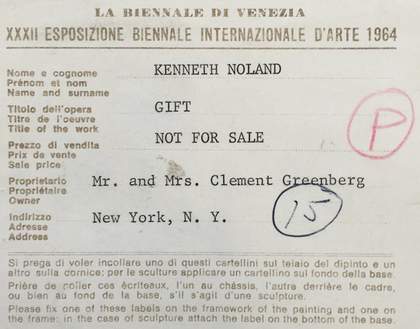 LA BIENNALE DI VENEZIA
XXXII ESPOSIZIONE BIENNALE INTERNAZIONALE D'ARTE 1964
Nome e cognome
Prénom et nom
Name and surname
KENNETH NOLAND
Titolo dell'opera
Titre de l'oeuvre
Title of the work
GIFT
Prezzo di vendita
Prix de vente
Sale price
NOT FOR SALE
P
Proprietario
Propriétaire
Owner
Mr. and Mrs. Clement Greenberg
Indirizzo
Adresse
Address
New York, N. Y.
15
Si prega di voler incollare uno di questi cartellini sul telaio del dipinto e un
altro sulla cornice; per le sculture applicare un cartellino sul fondo della base.
Prière de coller ces écriteaux, l'un au châssis, l'autre derrière le cadre,
ou bien au fond de la base, s'il s'agit d'une sculpture.
Please fix one of these labels on the framework of the painting and one on
the frame; in the case of sculpture attach the label on the bottom of the base.